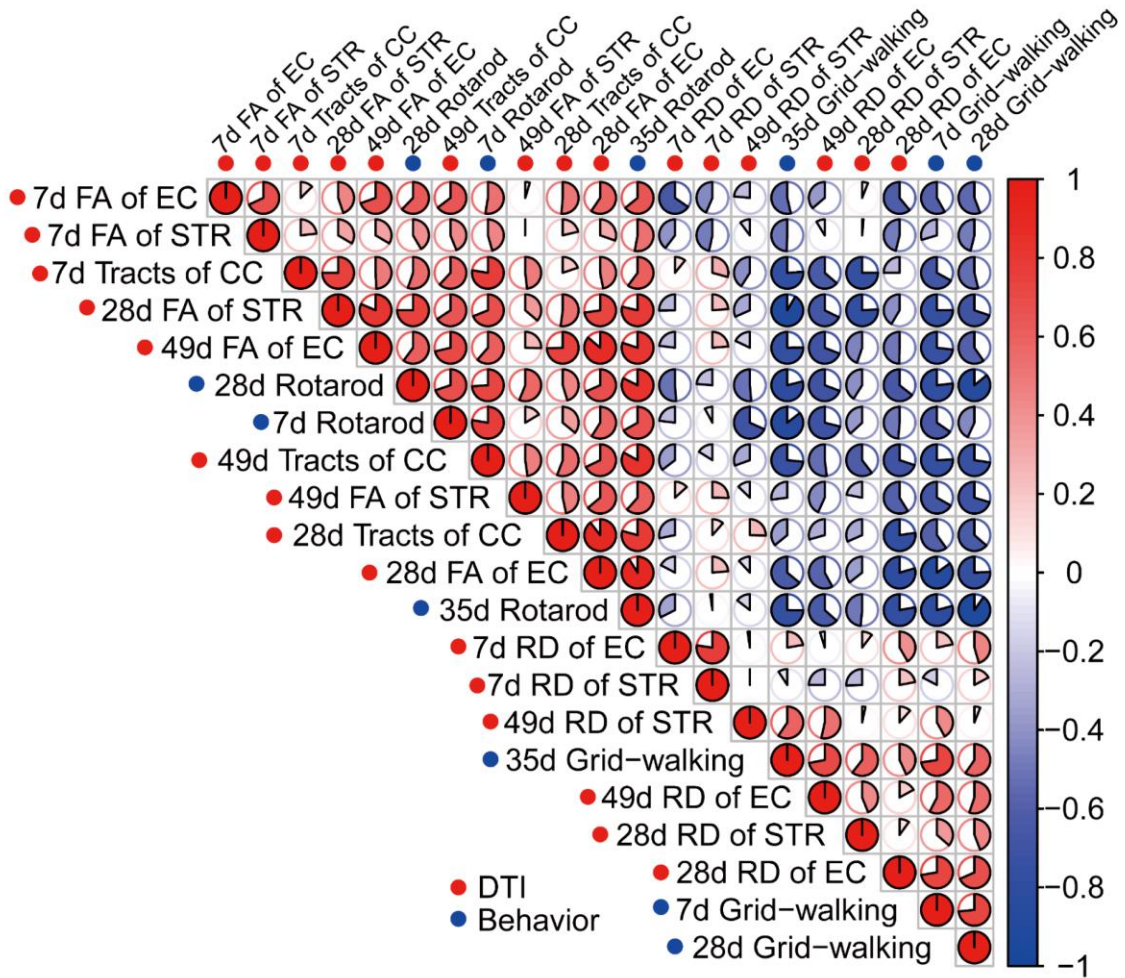 7d FA of EC
7d FA of STR
7d Tracts of CC
28d FA of STR
49d FA of EC
28d Rotarod
49d Tracts of CC
7d Rotarod
49d FA of STR
28d Tracts of CC
28d FA of EC
35d Rotarod
7d RD of EC
7d RD of STR
49d RD of STR
35d Grid-walking
49d RD of EC
28d RD of STR
28d RD of EC
7d Grid-walking
28d Grid-walking
7d FA of EC
7d FA of STR
7d Tracts of CC
28d FA of STR
49d FA of EC
28d Rotarod
7d Rotarod
49d Tracts of CC
49d FA of STR
28d Tracts of CC
28d FA of EC
35d Rotarod
7d RD of EC
7d RD of STR
49d RD of STR
35d Grid−walking
49d RD of EC
28d RD of STR
28d RD of EC
7d Grid−walking
28d Grid−walking
DTI
Behavior
1
0.8
0.6
0.4
0.2
0
−0.2
−0.4
−0.6
−0.8
−1